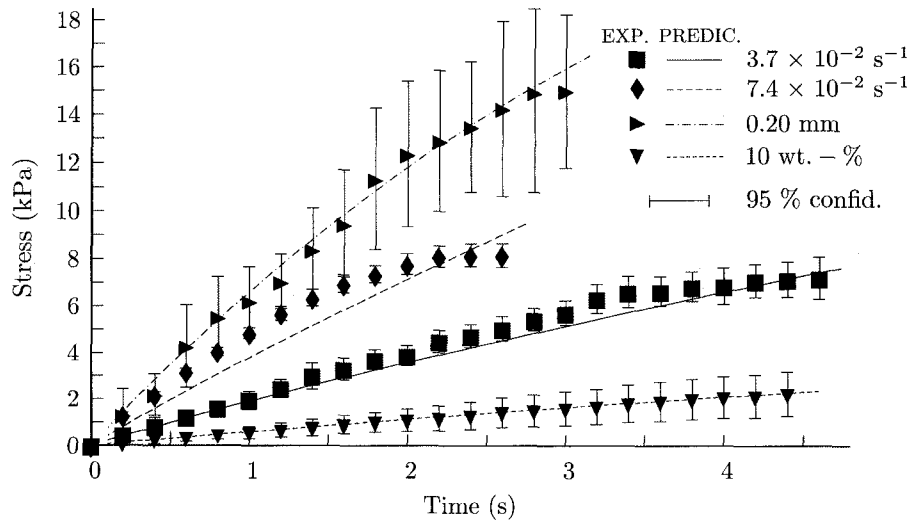 18
16
14
12
10
8
6
4
2
0
Stress (kPa)
EXP. PREDIC.
3.7 × 10⁻² s⁻¹
7.4 × 10⁻² s⁻¹
0.20 mm
10 wt. – %
95 % confid.
0 1 2 3 4
Time (s)